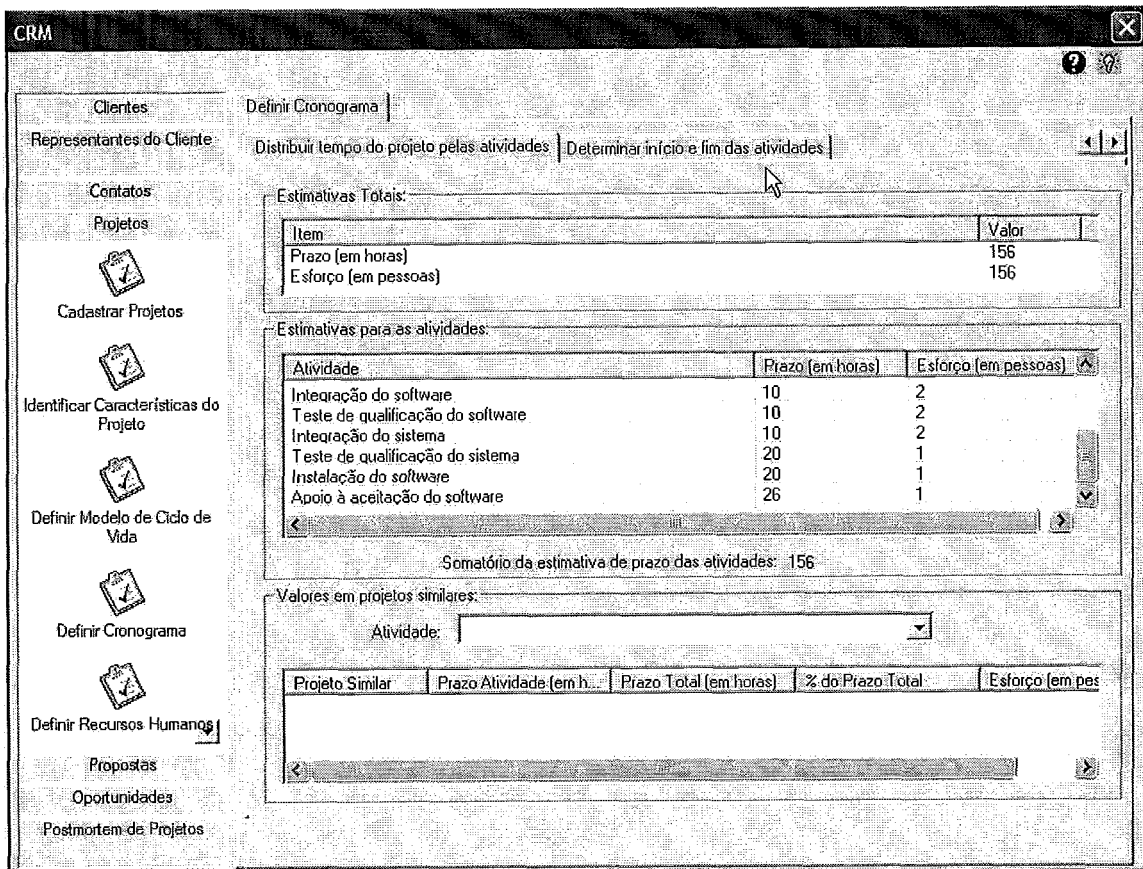 CRM
Clientes
Representantes do Cliente
Contatos
Projetos
Cadastrar Projetos
Identificar Características do
Projeto
Definir Modelo de Ciclo de
Vida
Definir Cronograma
Definir Recursos Humanos
Propostas
Oportunidades
Postmortem de Projetos
Definir Cronograma
Distribuir tempo do projeto pelas atividades Determinar início e fim das atividades
Estimativas Totais:
Item Valor
Prazo (em horas) 156
Esforço (em pessoas) 156
Estimativas para as atividades:
Atividade Prazo (em horas) Esforço (em pessoas)
Integração do software 10 2
Teste de qualificação do software 10 2
Integração do sistema 10 2
Teste de qualificação do sistema 20 1
Instalação do software 20 1
Apoio à aceitação do software 26 1
Somatório da estimativa de prazo das atividades: 156
Valores em projetos similares:
Atividade:
Projeto Similar Prazo Atividade (em h... Prazo Total (em horas) % do Prazo Total Esforço (em pes